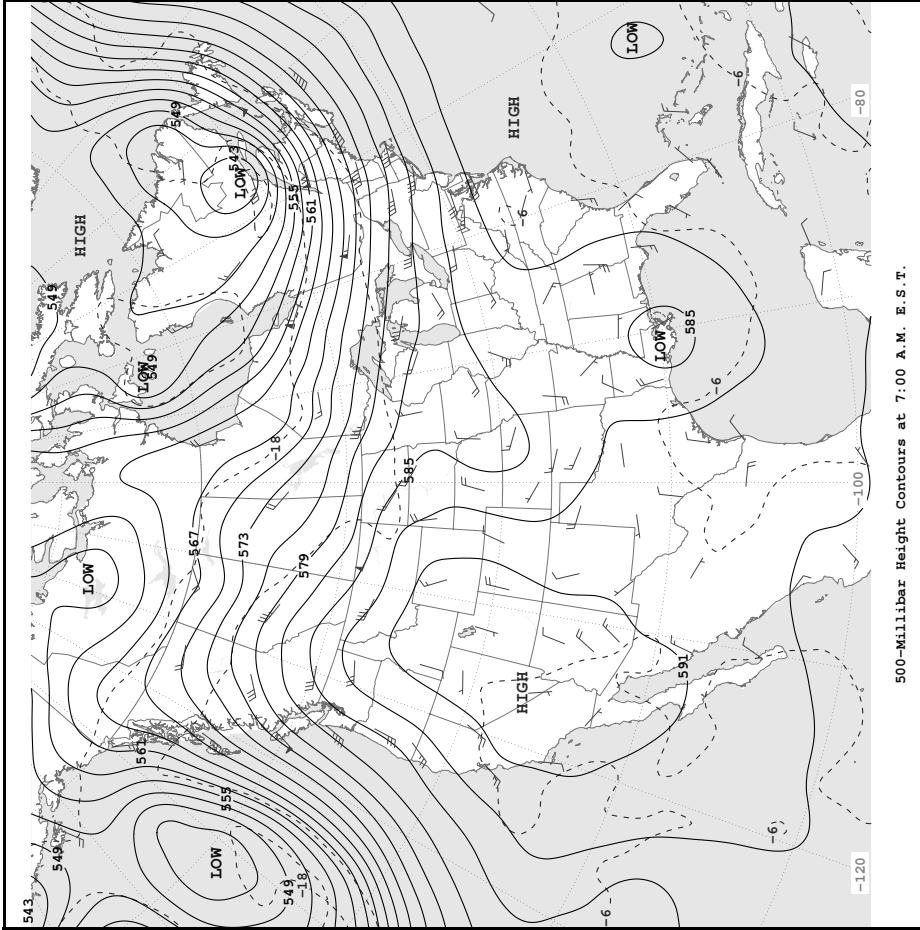 543
549 549
LOW HIGH
561 LOW 549
549
567
LOW
555
543
LOW
573
-18
549 555
-18 579 561
585
HIGH
HIGH -6
-6
LOW
LOW
591 585
-6
-6
-6
-120 -100 -80
500-Millibar Height Contours at 7:00 A.M. E.S.T.